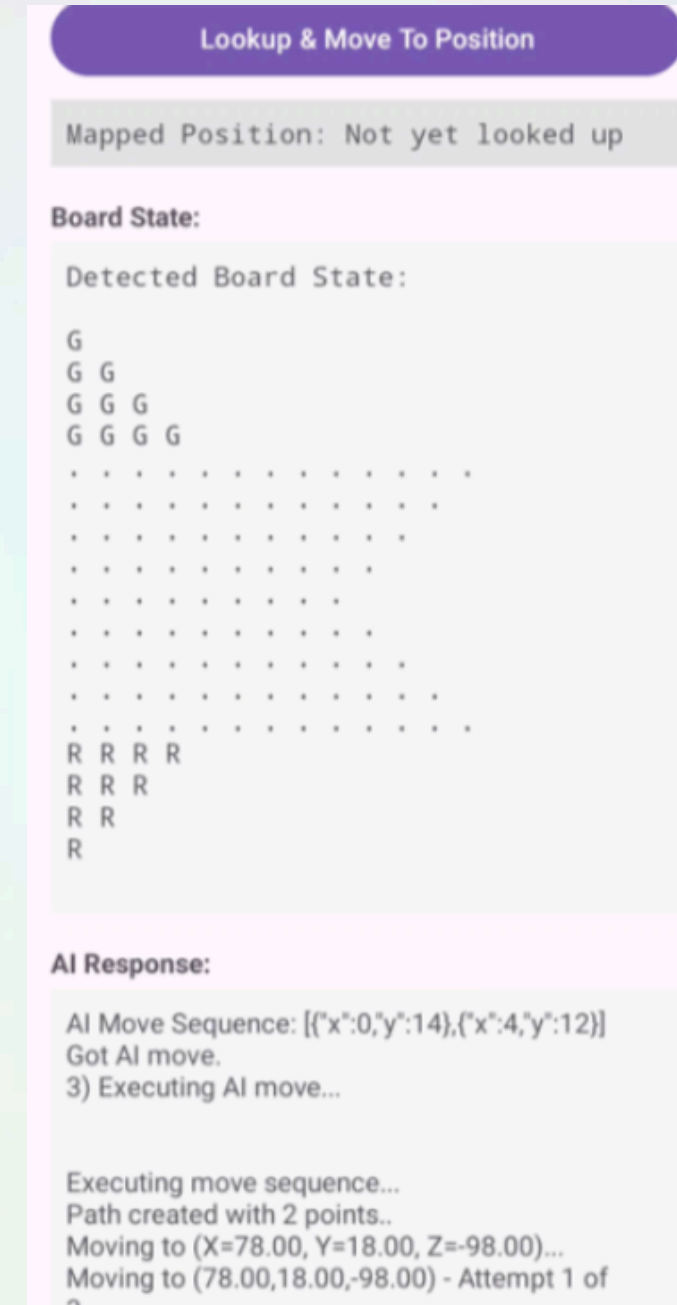 Lookup & Move To Position
Mapped Position: Not yet looked up
Board State:
Detected Board State:
G
G G
G G G
G G G G
. . . . . . . . . . . . .
. . . . . . . . . . . .
. . . . . . . . . . .
. . . . . . . . . .
. . . . . . . . .
. . . . . . . . . .
. . . . . . . . . . .
. . . . . . . . . . . .
. . . . . . . . . . . . .
R R R R
R R R
R R
R
AI Response:
AI Move Sequence: [{"x":0,"y":14},{"x":4,"y":12}]
Got AI move.
3) Executing AI move...
Executing move sequence...
Path created with 2 points..
Moving to (X=78.00, Y=18.00, Z=-98.00)...
Moving to (78.00,18.00,-98.00) - Attempt 1 of